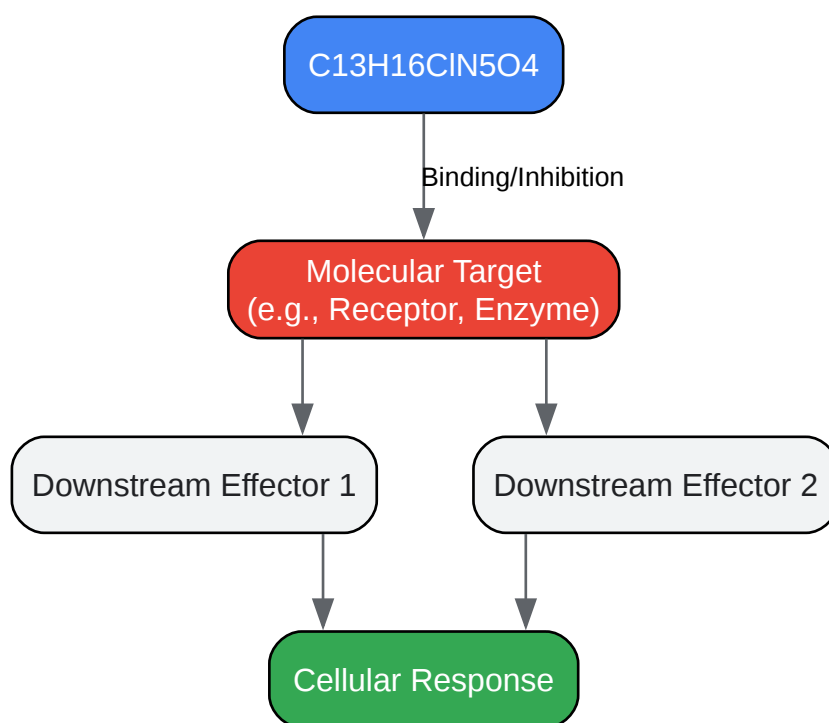 C13H16ClN5O4
Binding/Inhibition
Molecular Target
(e.g., Receptor, Enzyme)
Downstream Effector 1
Downstream Effector 2
Cellular Response